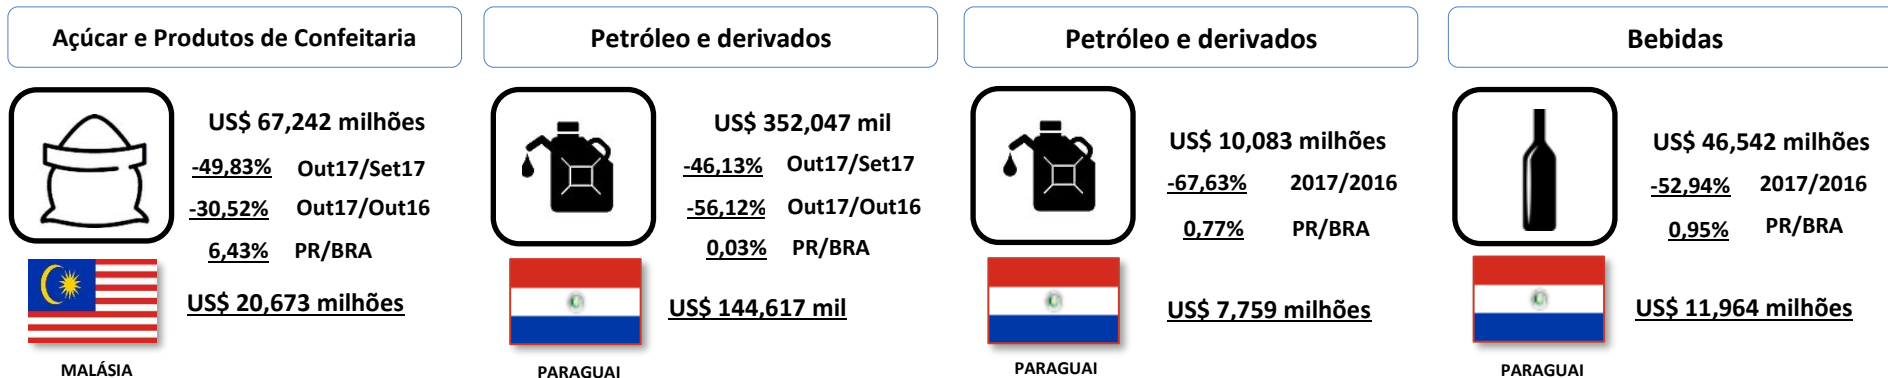 Açúcar e Produtos de Confeitaria
US$ 67,242 milhões
-49,83% Out17/Set17
-30,52% Out17/Out16
6,43% PR/BRA
US$ 20,673 milhões
MALÁSIA
Petróleo e derivados
US$ 352,047 mil
-46,13% Out17/Set17
-56,12% Out17/Out16
0,03% PR/BRA
US$ 144,617 mil
PARAGUAI
Petróleo e derivados
US$ 10,083 milhões
-67,63% 2017/2016
0,77% PR/BRA
US$ 7,759 milhões
PARAGUAI
Bebidas
US$ 46,542 milhões
-52,94% 2017/2016
0,95% PR/BRA
US$ 11,964 milhões
PARAGUAI